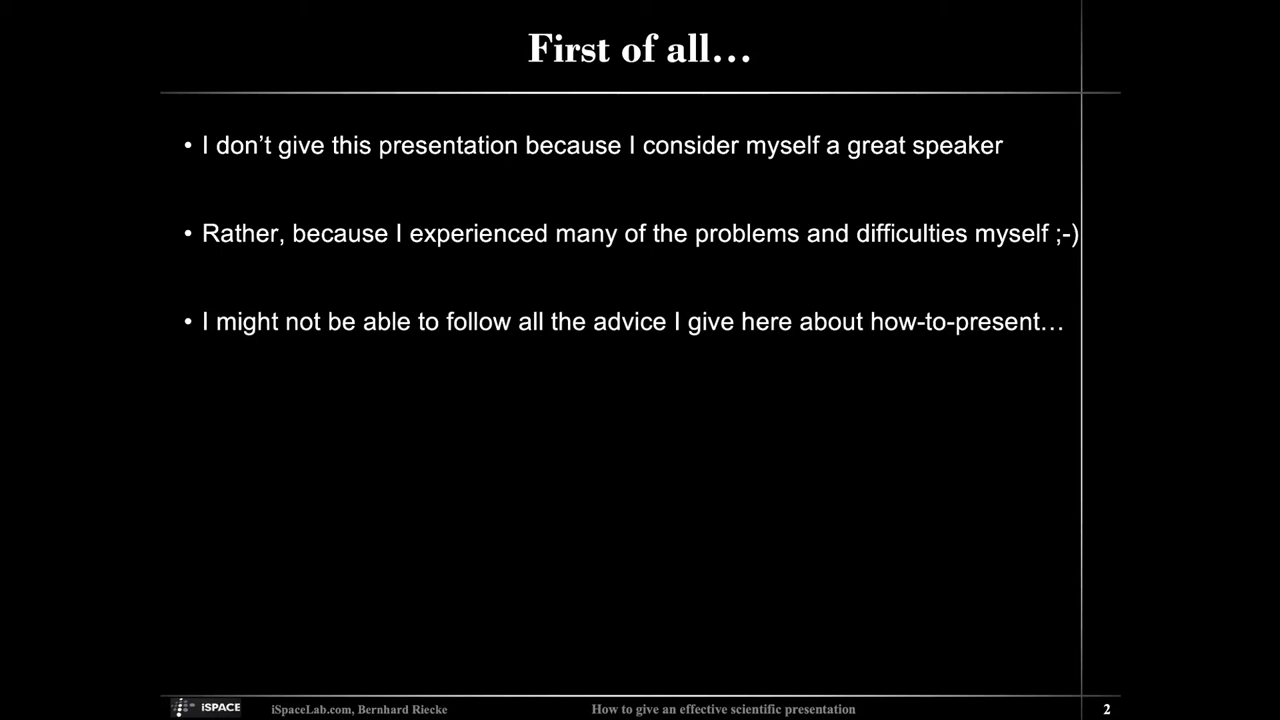 First of all…
• I don’t give this presentation because I consider myself a great speaker
• Rather, because I experienced many of the problems and difficulties myself ;-)
• I might not be able to follow all the advice I give here about how-to-present…
iSPACE
iSpaceLab.com, Bernhard Riecke
How to give an effective scientific presentation
2